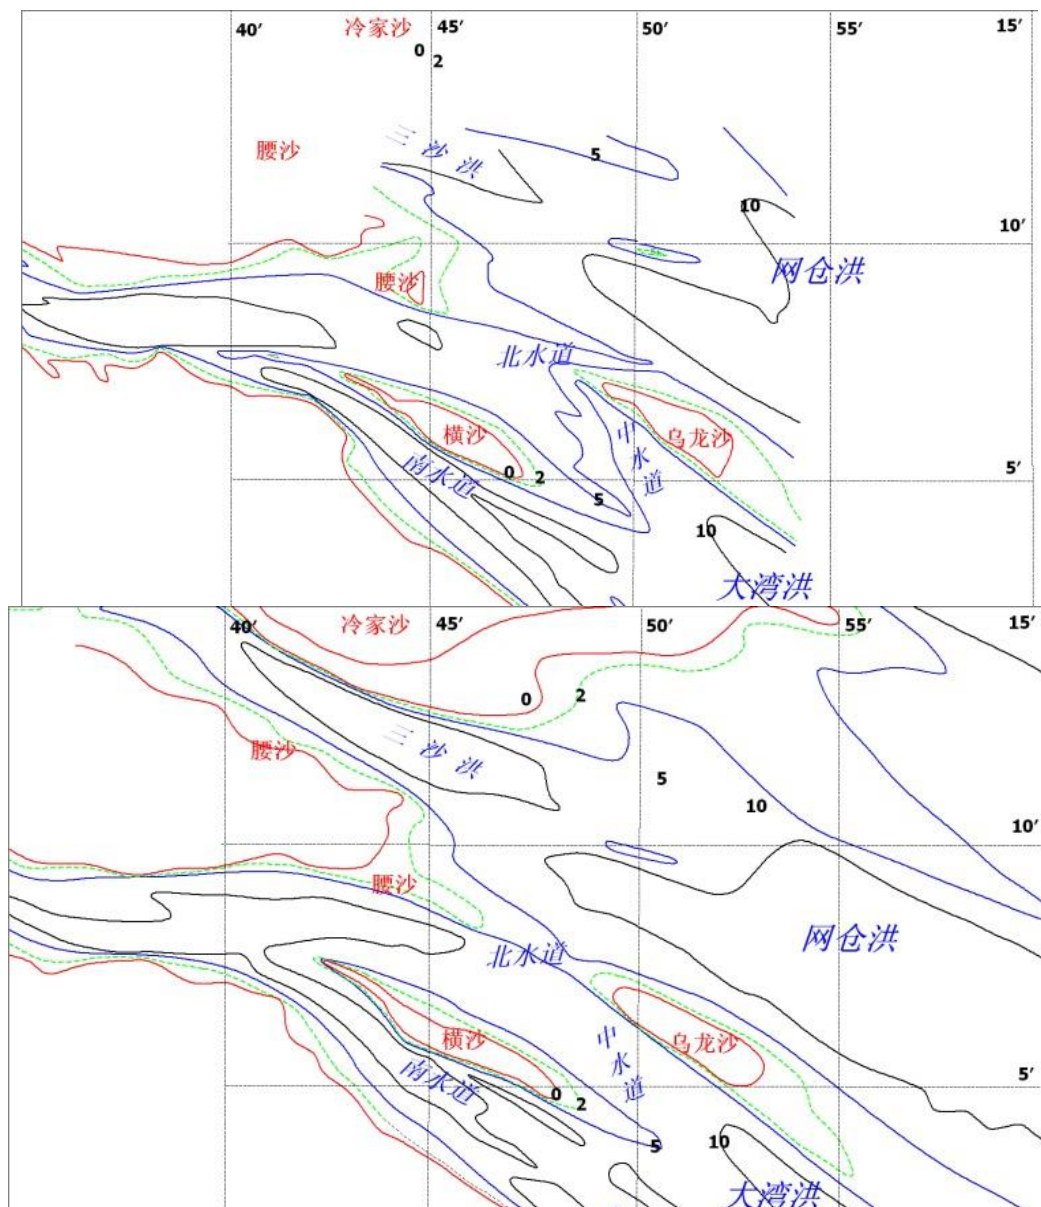 冷家沙
40′ 45′ 50′ 55′ 15′
0
2
腰沙
三沙洪
5
10
10′
网仓洪
腰沙
北水道
横沙
中水道
乌龙沙
南水道
0
2
5
5′
10
大湾洪
冷家沙
40′ 45′ 50′ 55′ 15′
0
2
腰沙
三沙洪
5
10
10′
腰沙
网仓洪
北水道
横沙
中水道
乌龙沙
南水道
5′
0
2
5
10
大湾洪